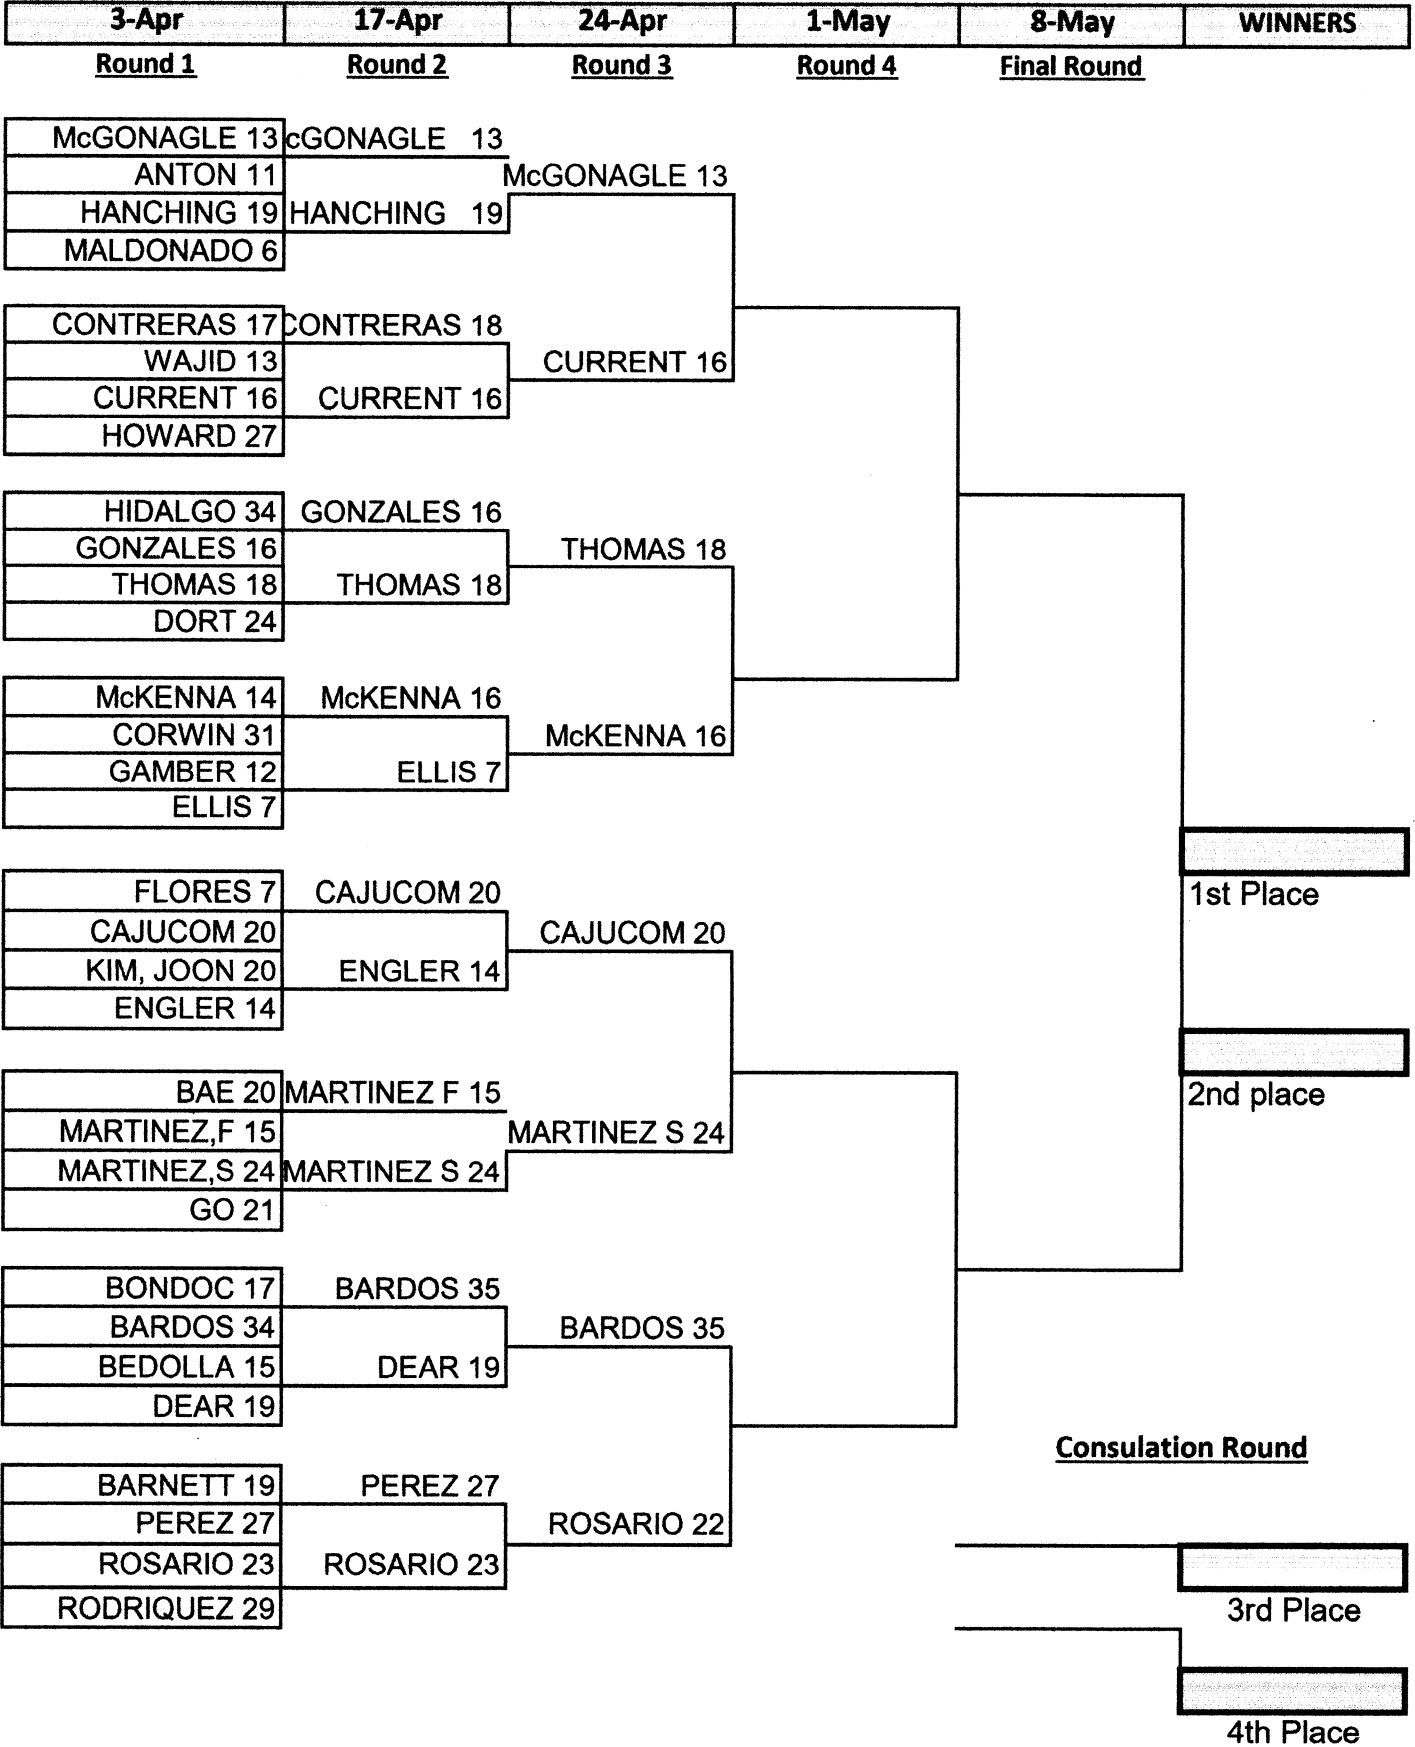 3-Apr 17-Apr 24-Apr 1-May 8-May WINNERS
Round 1 Round 2 Round 3 Round 4 Final Round
McGONAGLE 13 cGONAGLE 13
ANTON 11 McGONAGLE 13
HANCHING 19 HANCHING 19
MALDONADO 6
CONTRERAS 17 CONTRERAS 18
WAJID 13 CURRENT 16
CURRENT 16 CURRENT 16
HOWARD 27
HIDALGO 34 GONZALES 16
GONZALES 16 THOMAS 18
THOMAS 18 THOMAS 18
DORT 24
McKENNA 14 McKENNA 16
CORWIN 31 McKENNA 16
GAMBER 12 ELLIS 7
ELLIS 7
FLORES 7 CAJUCOM 20
1st Place
CAJUCOM 20 CAJUCOM 20
KIM, JOON 20 ENGLER 14
ENGLER 14
BAE 20 MARTINEZ F 15
2nd place
MARTINEZ,F 15 MARTINEZ S 24
MARTINEZ,S 24 MARTINEZ S 24
GO 21
BONDOC 17 BARDOS 35
BARDOS 34 BARDOS 35
BEDOLLA 15 DEAR 19
DEAR 19
Consulation Round
BARNETT 19 PEREZ 27
PEREZ 27 ROSARIO 22
ROSARIO 23 ROSARIO 23
RODRIQUEZ 29
3rd Place
4th Place